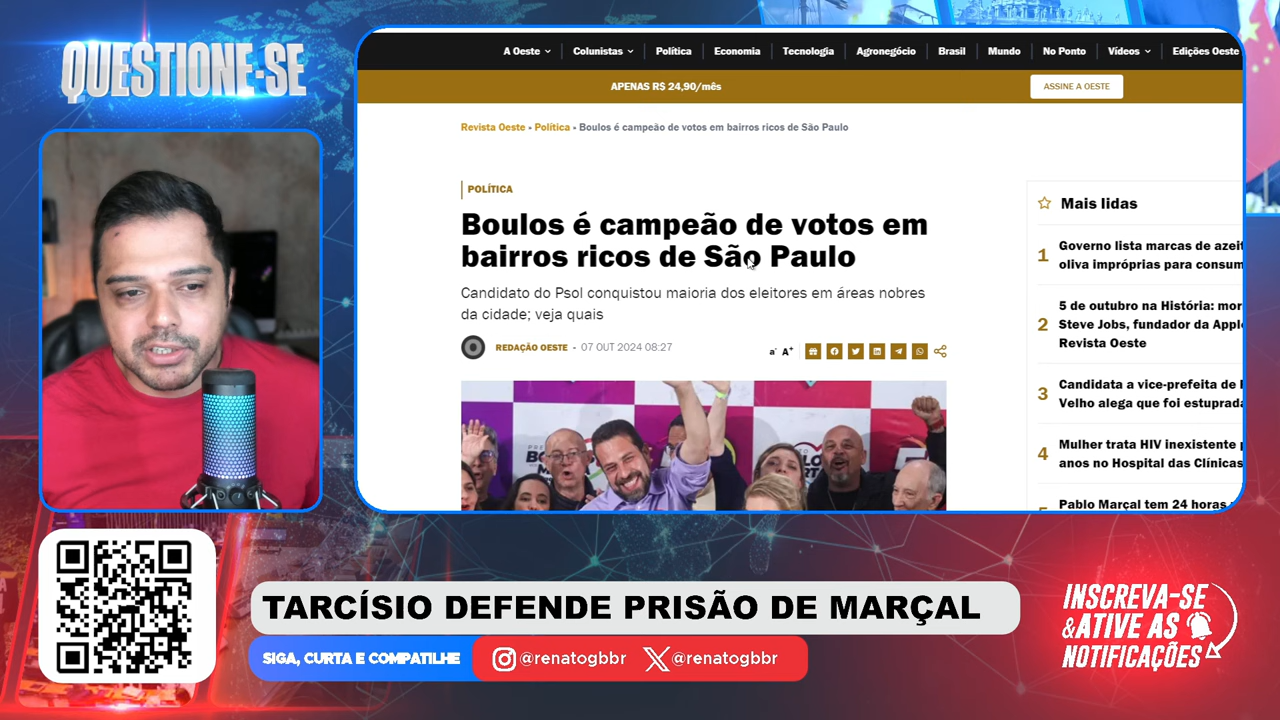 QUESTIONE-SE
A Oeste
Colunistas
Política
Economia
Tecnologia
Agronegócio
Brasil
Mundo
No Ponto
Vídeos
Edições Oeste
APENAS R$ 24,90/mês
ASSINE A OESTE
Revista Oeste • Política • Boulos é campeão de votos em bairros ricos de São Paulo
POLÍTICA
Boulos é campeão de votos em
bairros ricos de São Paulo
Candidato do Psol conquistou maioria dos eleitores em áreas nobres
da cidade; veja quais
REDAÇÃO OESTE • 07 OUT 2024 08:27
a- A+
Mais lidas
1
Governo lista marcas de azeit
oliva impróprias para consum
2
5 de outubro na História: mor
Steve Jobs, fundador da Appl
Revista Oeste
3
Candidata a vice-prefeita de
Velho alega que foi estuprada
4
Mulher trata HIV inexistente
anos no Hospital das Clínicas
Pablo Marçal tem 24 horas
TARCÍSIO DEFENDE PRISÃO DE MARÇAL
SIGA, CURTA E COMPATILHE
@renatogbbr
@renatogbbr
INSCREVA-SE
&ATIVE AS
NOTIFICAÇÕES